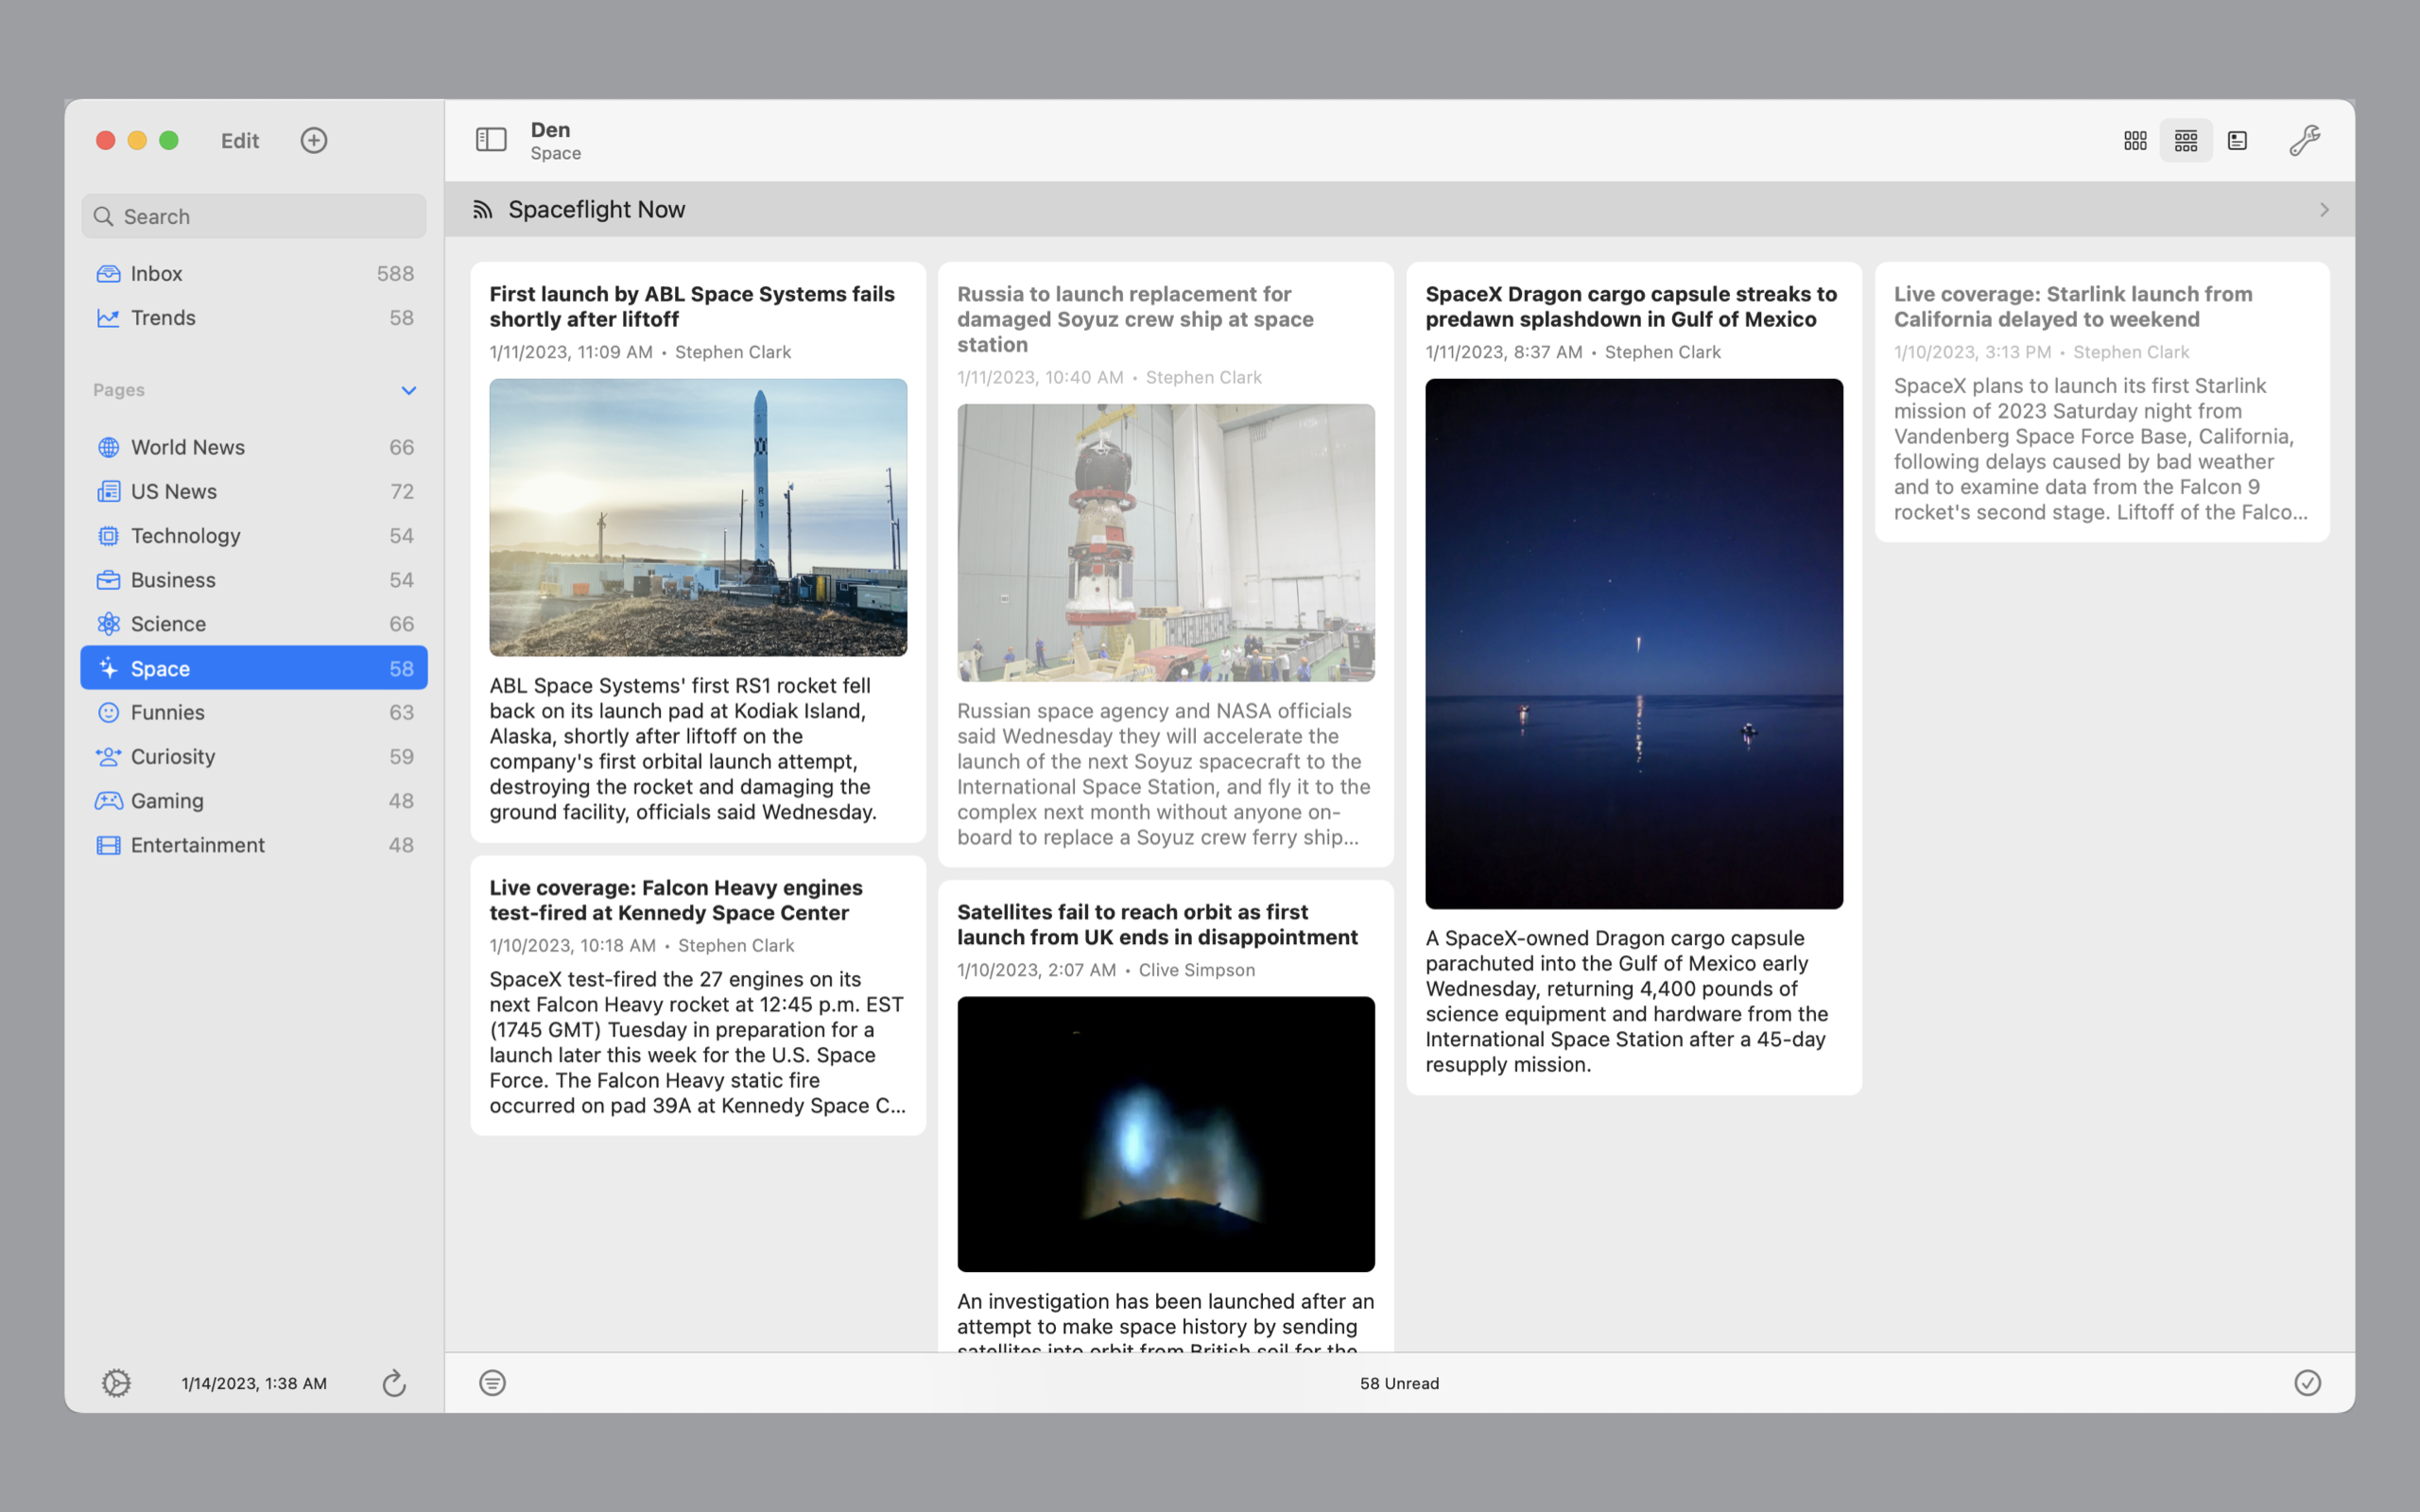 Edit
Search
Inbox 588
Trends 58
Pages
World News 66
US News 72
Technology 54
Business 54
Science 66
Space 58
Funnies 63
Curiosity 59
Gaming 48
Entertainment 48
1/14/2023, 1:38 AM
Den
Space
Spaceflight Now
First launch by ABL Space Systems fails
shortly after liftoff
1/11/2023, 11:09 AM • Stephen Clark
RS1
ABL Space Systems' first RS1 rocket fell
back on its launch pad at Kodiak Island,
Alaska, shortly after liftoff on the
company's first orbital launch attempt,
destroying the rocket and damaging the
ground facility, officials said Wednesday.
Live coverage: Falcon Heavy engines
test-fired at Kennedy Space Center
1/10/2023, 10:18 AM • Stephen Clark
SpaceX test-fired the 27 engines on its
next Falcon Heavy rocket at 12:45 p.m. EST
(1745 GMT) Tuesday in preparation for a
launch later this week for the U.S. Space
Force. The Falcon Heavy static fire
occurred on pad 39A at Kennedy Space C...
Russia to launch replacement for
damaged Soyuz crew ship at space
station
1/11/2023, 10:40 AM • Stephen Clark
Russian space agency and NASA officials
said Wednesday they will accelerate the
launch of the next Soyuz spacecraft to the
International Space Station, and fly it to the
complex next month without anyone on-
board to replace a Soyuz crew ferry ship...
Satellites fail to reach orbit as first
launch from UK ends in disappointment
1/10/2023, 2:07 AM • Clive Simpson
An investigation has been launched after an
attempt to make space history by sending
satellites into orbit from British soil for the
SpaceX Dragon cargo capsule streaks to
predawn splashdown in Gulf of Mexico
1/11/2023, 8:37 AM • Stephen Clark
A SpaceX-owned Dragon cargo capsule
parachuted into the Gulf of Mexico early
Wednesday, returning 4,400 pounds of
science equipment and hardware from the
International Space Station after a 45-day
resupply mission.
Live coverage: Starlink launch from
California delayed to weekend
1/10/2023, 3:13 PM • Stephen Clark
SpaceX plans to launch its first Starlink
mission of 2023 Saturday night from
Vandenberg Space Force Base, California,
following delays caused by bad weather
and to examine data from the Falcon 9
rocket's second stage. Liftoff of the Falco...
58 Unread